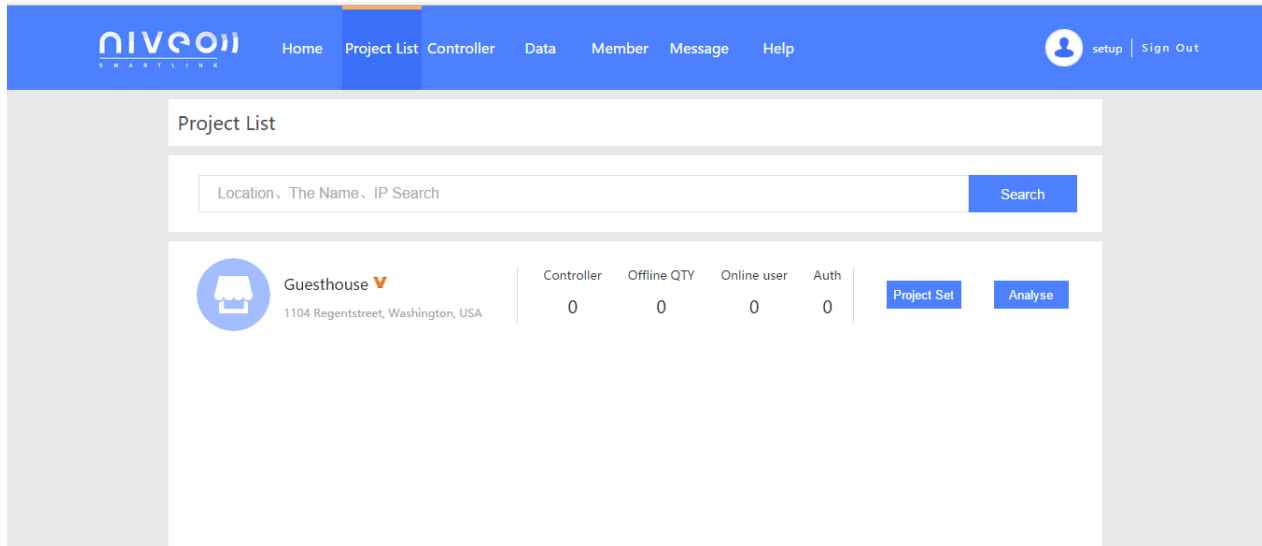 niveo
SMARTLINK
Home Project List Controller Data Member Message Help
setup | Sign Out
Project List
Location、The Name、IP Search
Search
Guesthouse V
1104 Regentstreet, Washington, USA
Controller Offline QTY Online user Auth
0 0 0 0
Project Set
Analyse